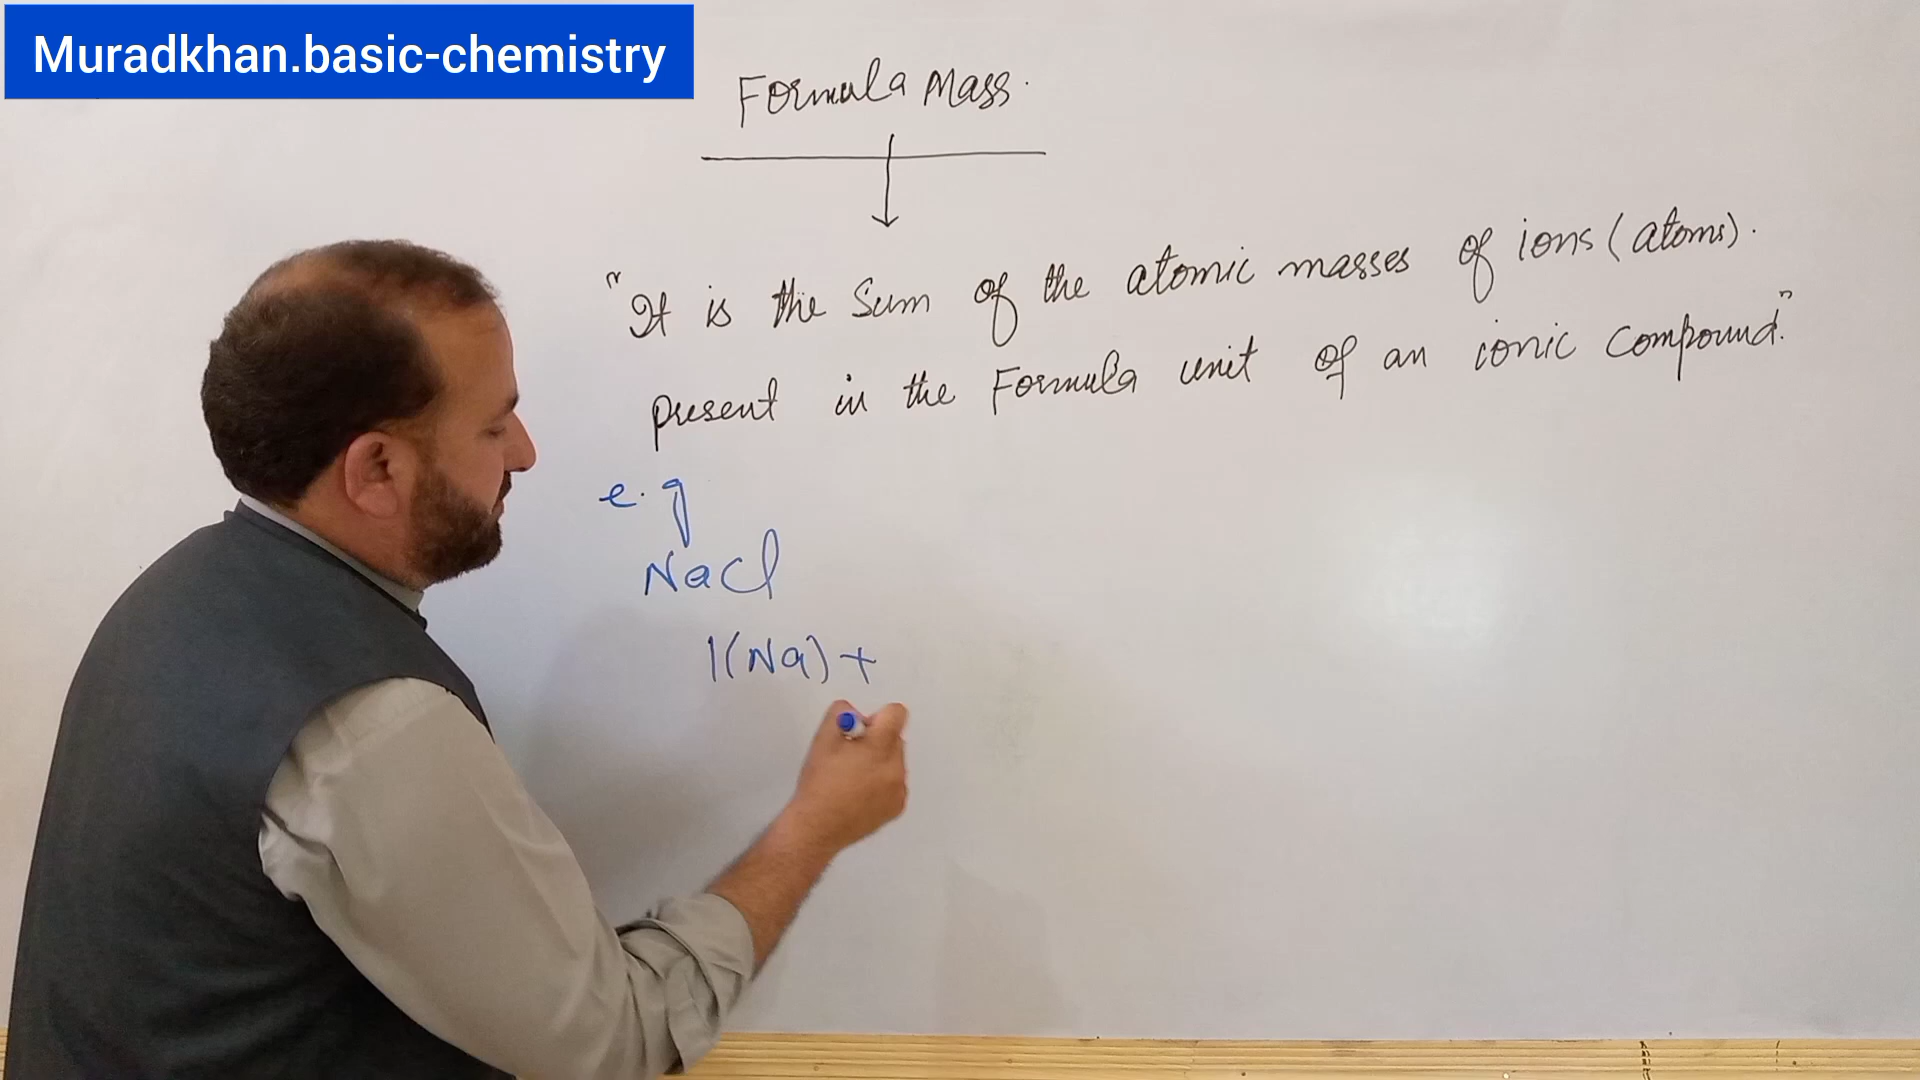 Muradkhan.basic-chemistry
Formula Mass.
"It is the Sum of the atomic masses of ions (atoms).
present in the Formula unit of an ionic compound."
e.g
NaCl
1(Na) +